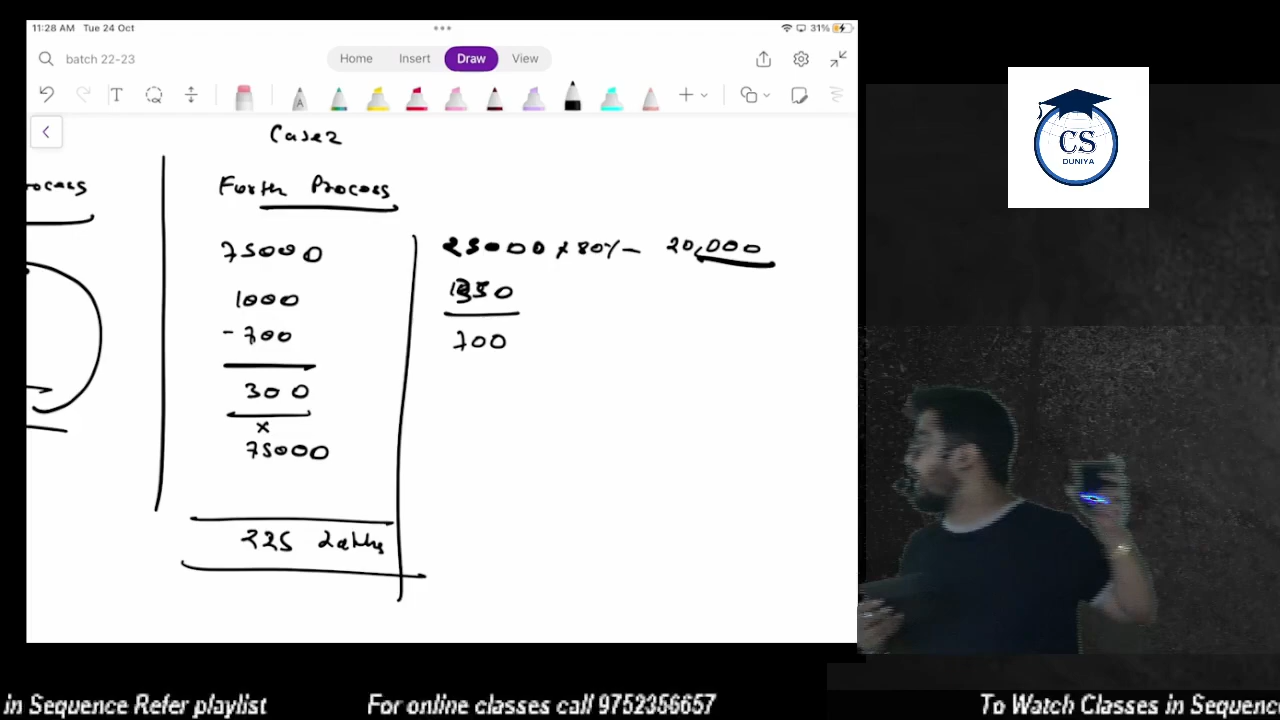 11:28 AM Tue 24 Oct
31%
batch 22-23
Home Insert Draw View
T
A
Case2
rocess
Furth Process
75000
1000
-700
300
x
75000
225
25000 x 80% - 20,000
350
700
CS
DUNIYA
in Sequence Refer playlist
For online classes call 9752356657
To Watch Classes in Sequenc